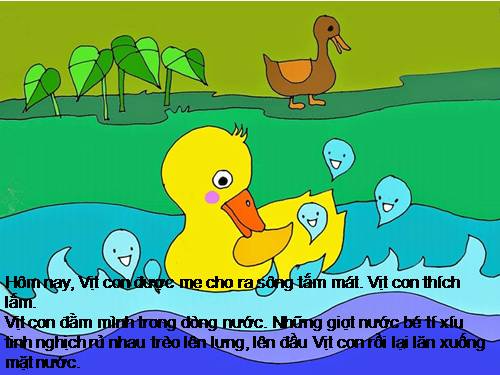 Hôm nay, Vịt con được mẹ cho ra sông tắm mát. Vịt con thích
lắm.
Vịt con đằm mình trong dòng nước. Những giọt nước bé tí xíu
tinh nghịch rủ nhau trèo lên lưng, lên đầu Vịt con rồi lại lăn xuống
mặt nước.